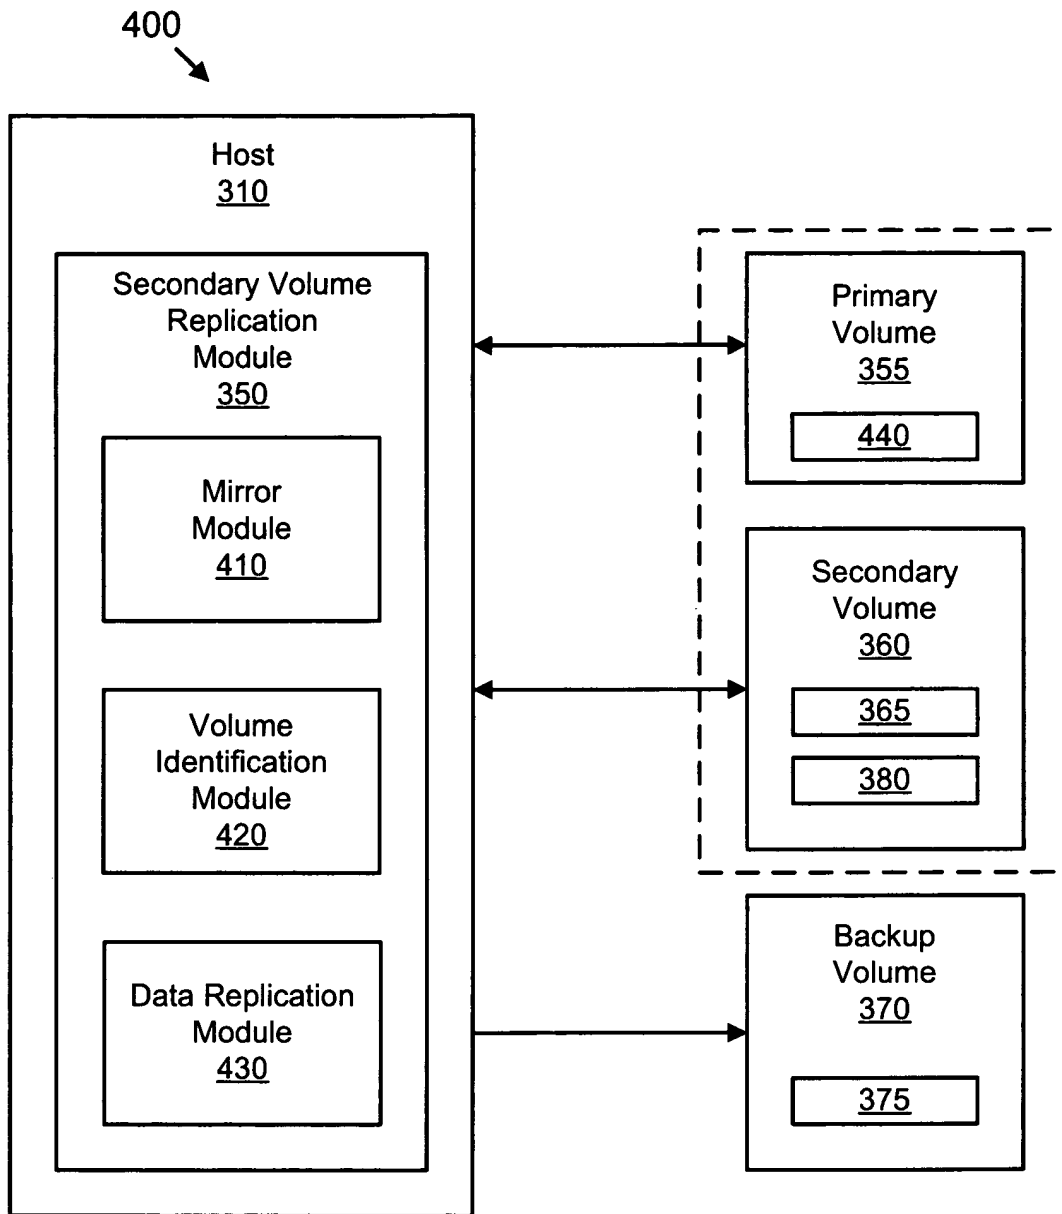 400
Host
310
Secondary Volume
Replication
Module
350
Mirror
Module
410
Volume
Identification
Module
420
Data Replication
Module
430
Primary
Volume
355
440
Secondary
Volume
360
365
380
Backup
Volume
370
375